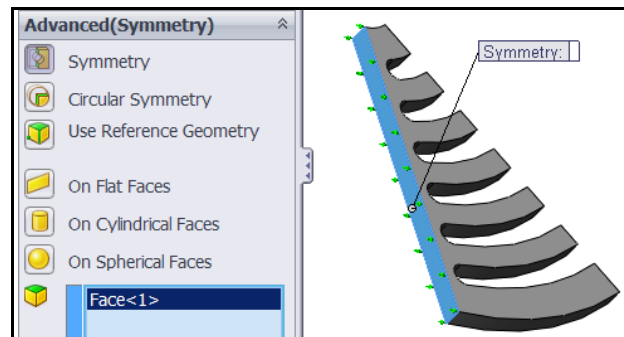 Advanced(Symmetry)
Symmetry
Circular Symmetry
Use Reference Geometry
On Flat Faces
On Cylindrical Faces
On Spherical Faces
Face<1>
Symmetry: